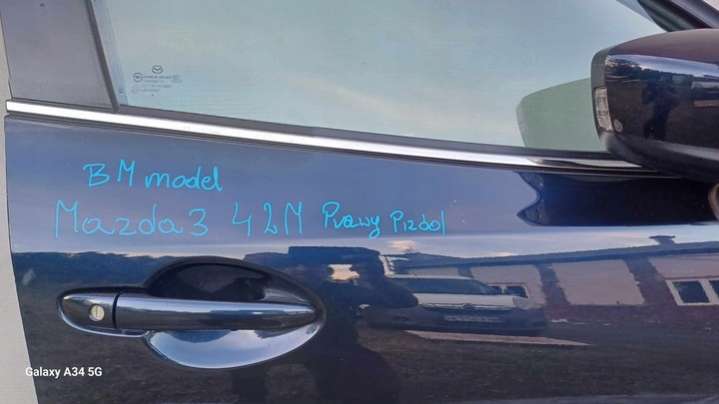 BM model
Mazda3 42M Prawy Przód
Galaxy A34 5G